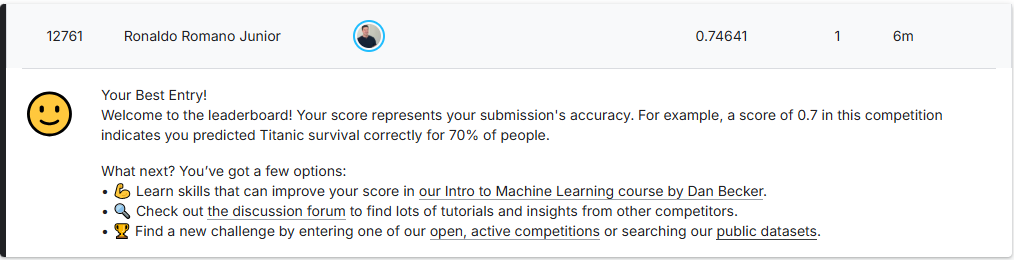 12761 Ronaldo Romano Junior 0.74641 1 6m
Your Best Entry!
Welcome to the leaderboard! Your score represents your submission's accuracy. For example, a score of 0.7 in this competition
indicates you predicted Titanic survival correctly for 70% of people.
What next? You’ve got a few options:
• 💪 Learn skills that can improve your score in our Intro to Machine Learning course by Dan Becker.
• 🔍 Check out the discussion forum to find lots of tutorials and insights from other competitors.
• 🏆 Find a new challenge by entering one of our open, active competitions or searching our public datasets.